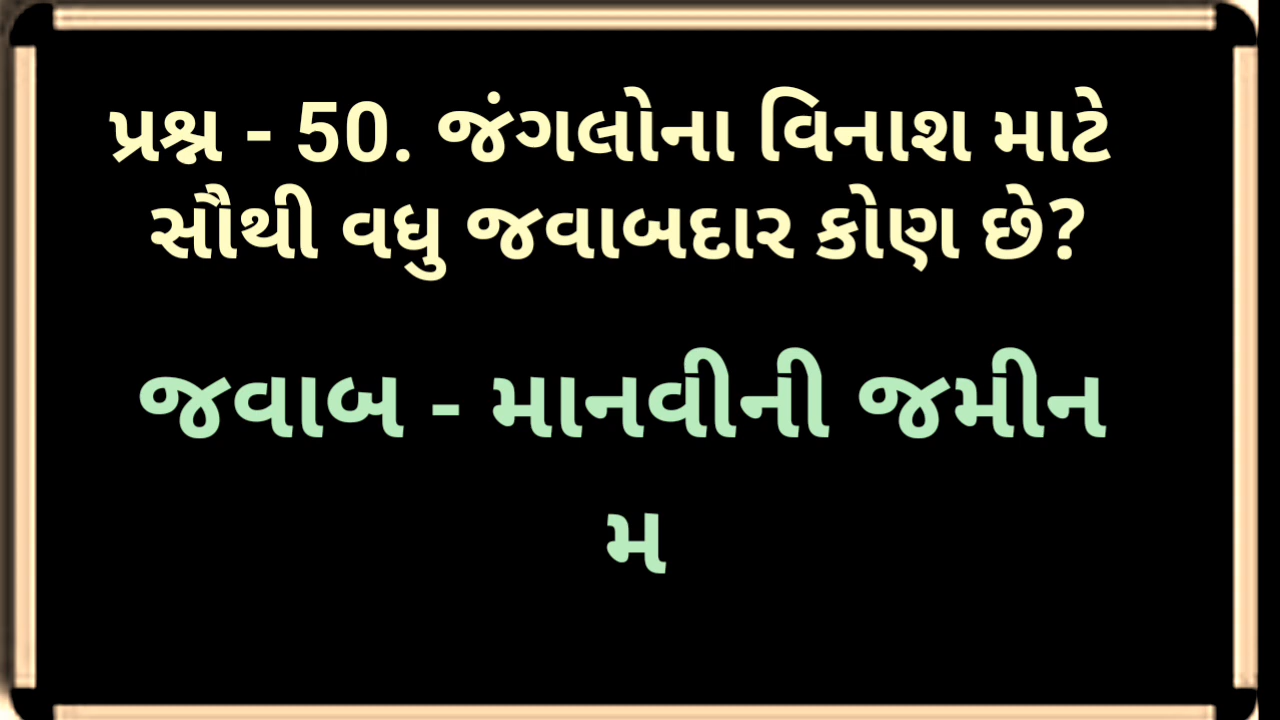 પ્રશ્ન - 50. જંગલોના વિનાશ માટે
સૌથી વધુ જવાબદાર કોણ છે?
જવાબ - માનવીની જમીન
મ